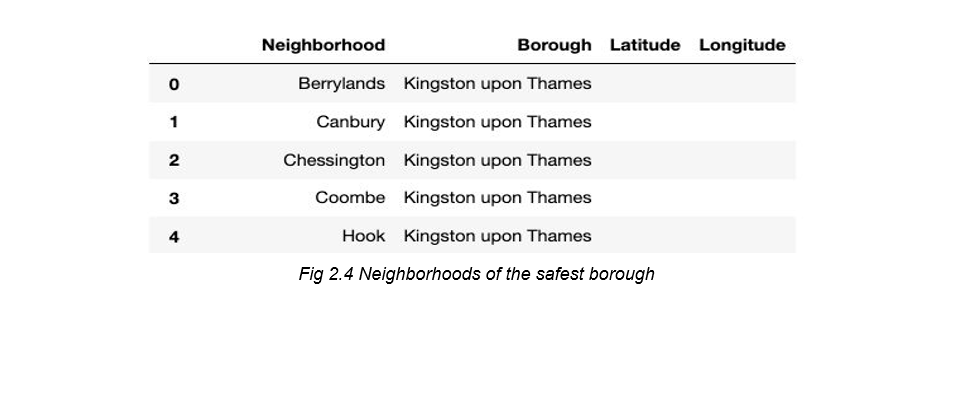 Neighborhood Borough Latitude Longitude
0 Berrylands Kingston upon Thames
1 Canbury Kingston upon Thames
2 Chessington Kingston upon Thames
3 Coombe Kingston upon Thames
4 Hook Kingston upon Thames
Fig 2.4 Neighborhoods of the safest borough